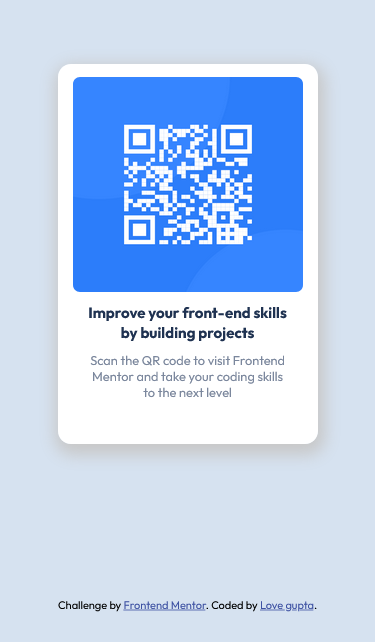 Improve your front-end skills
by building projects
Scan the QR code to visit Frontend
Mentor and take your coding skills
to the next level
Challenge by Frontend Mentor. Coded by Love gupta.